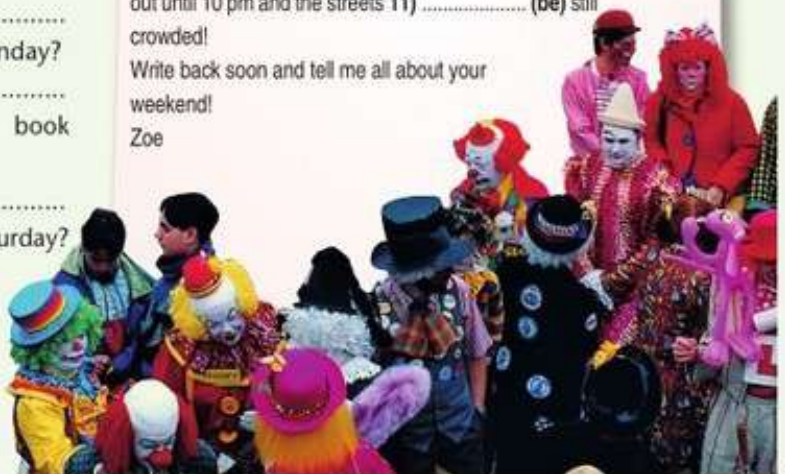 out until 10 pm and the streets 11) .................... (be) still
crowded!
Write back soon and tell me all about your
weekend!
Zoe
..............
nday?
..............
book
..............
urday?